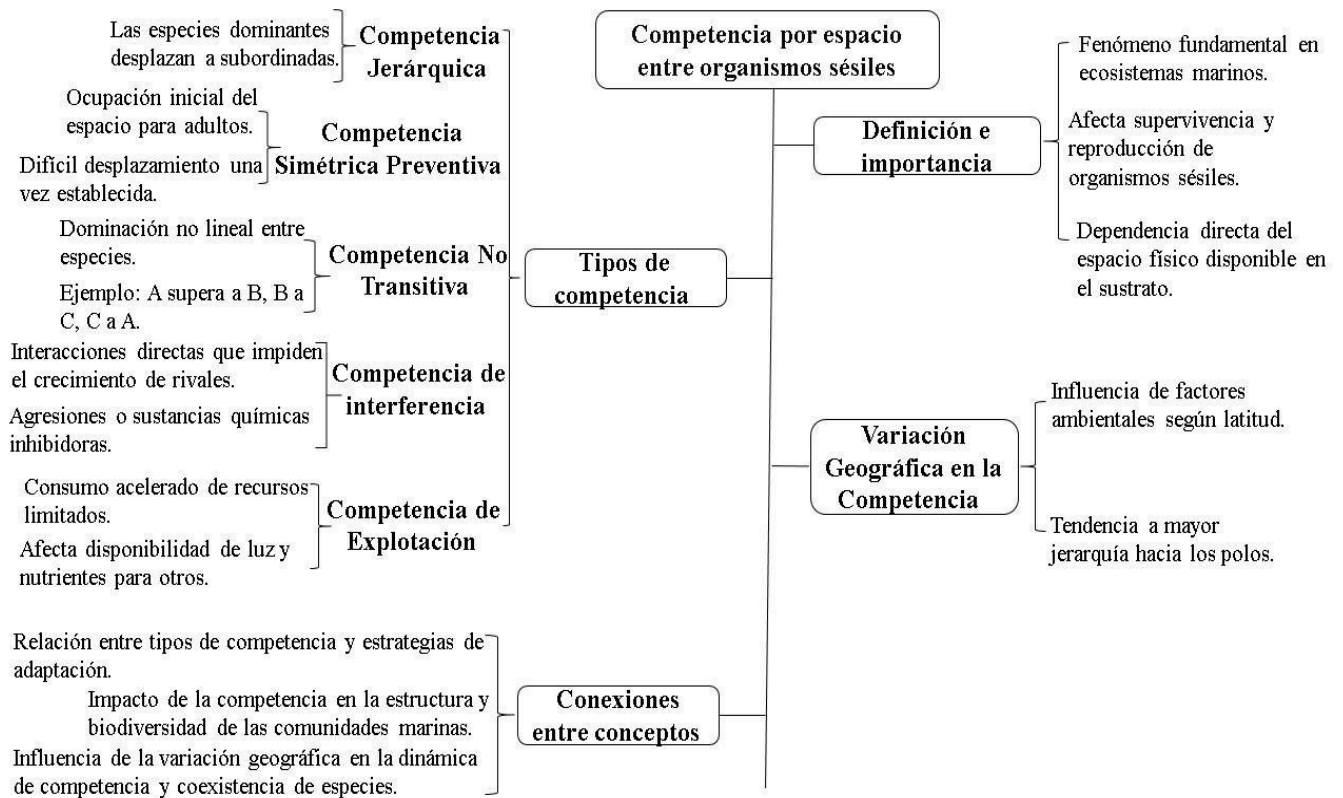 Competencia por espacio
entre organismos sésiles
Definición e
importancia
Fenómeno fundamental en
ecosistemas marinos.
Afecta supervivencia y
reproducción de
organismos sésiles.
Dependencia directa del
espacio físico disponible en
el sustrato.
Tipos de
competencia
Competencia
Jerárquica
Las especies dominantes
desplazan a subordinadas.
Competencia
Simétrica Preventiva
Ocupación inicial del
espacio para adultos.
Difícil desplazamiento una
vez establecida.
Competencia No
Transitiva
Dominación no lineal entre
especies.
Ejemplo: A supera a B, B a
C, C a A.
Competencia de
interferencia
Interacciones directas que impiden
el crecimiento de rivales.
Agresiones o sustancias químicas
inhibidoras.
Competencia de
Explotación
Consumo acelerado de recursos
limitados.
Afecta disponibilidad de luz y
nutrientes para otros.
Variación
Geográfica en la
Competencia
Influencia de factores
ambientales según latitud.
Tendencia a mayor
jerarquía hacia los polos.
Conexiones
entre conceptos
Relación entre tipos de competencia y estrategias de
adaptación.
Impacto de la competencia en la estructura y
biodiversidad de las comunidades marinas.
Influencia de la variación geográfica en la dinámica
de competencia y coexistencia de especies.